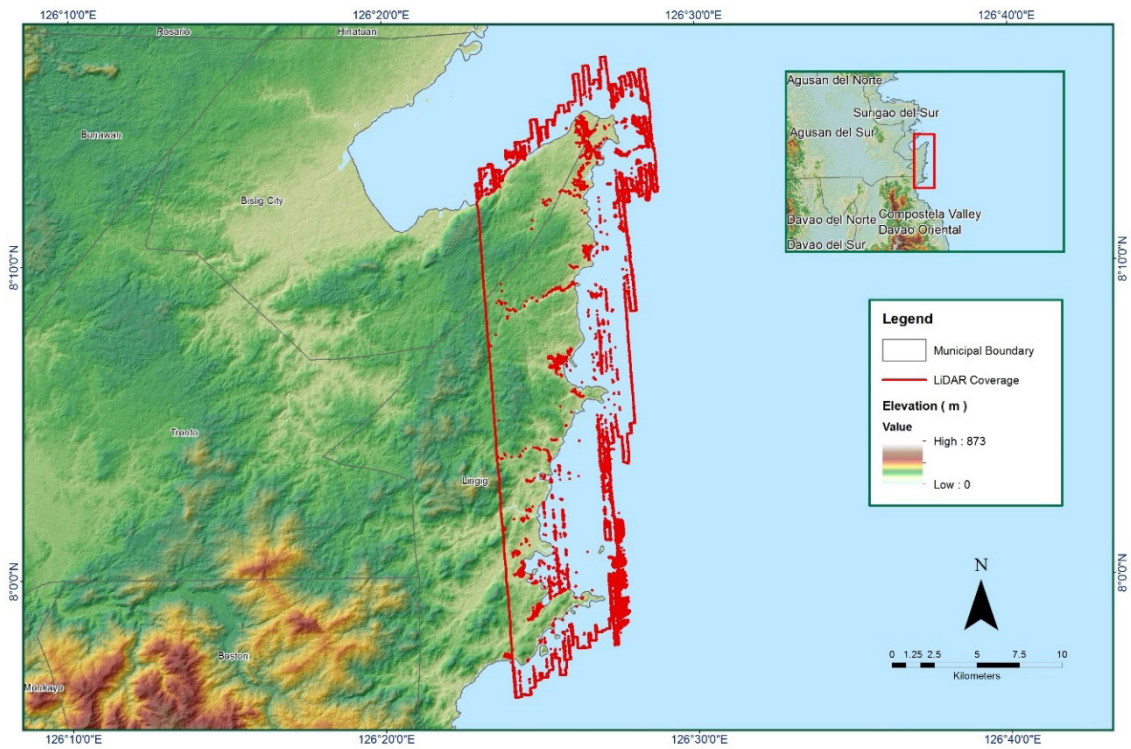 126°10'0"E 126°20'0"E 126°30'0"E 126°40'0"E
Rosario
Hinatuan
Bunawan
Bislig City
Trento
Lingig
Boston
Monkayo
8°10'0"N
8°0'0"N
Agusan del Norte
Surigao del Sur
Agusan del Sur
Davao del Norte
Compostela Valley
Davao Oriental
Davao del Sur
8°10'0"N
Legend
Municipal Boundary
LiDAR Coverage
Elevation ( m )
Value
High : 873
Low : 0
8°0'0"N
N
0 1.25 2.5 5 7.5 10
Kilometers
126°10'0"E 126°20'0"E 126°30'0"E 126°40'0"E